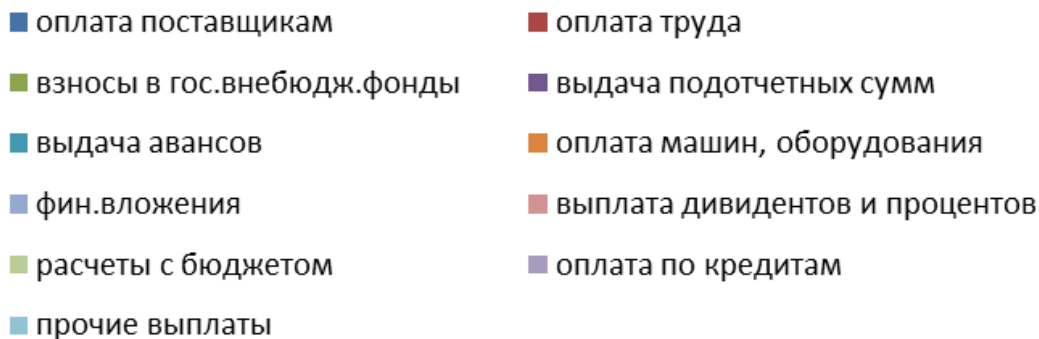 оплата поставщикам
оплата труда
взносы в гос.внебюдж.фонды
выдача подотчетных сумм
выдача авансов
оплата машин, оборудования
фин.вложения
выплата дивидентов и процентов
расчеты с бюджетом
оплата по кредитам
прочие выплаты